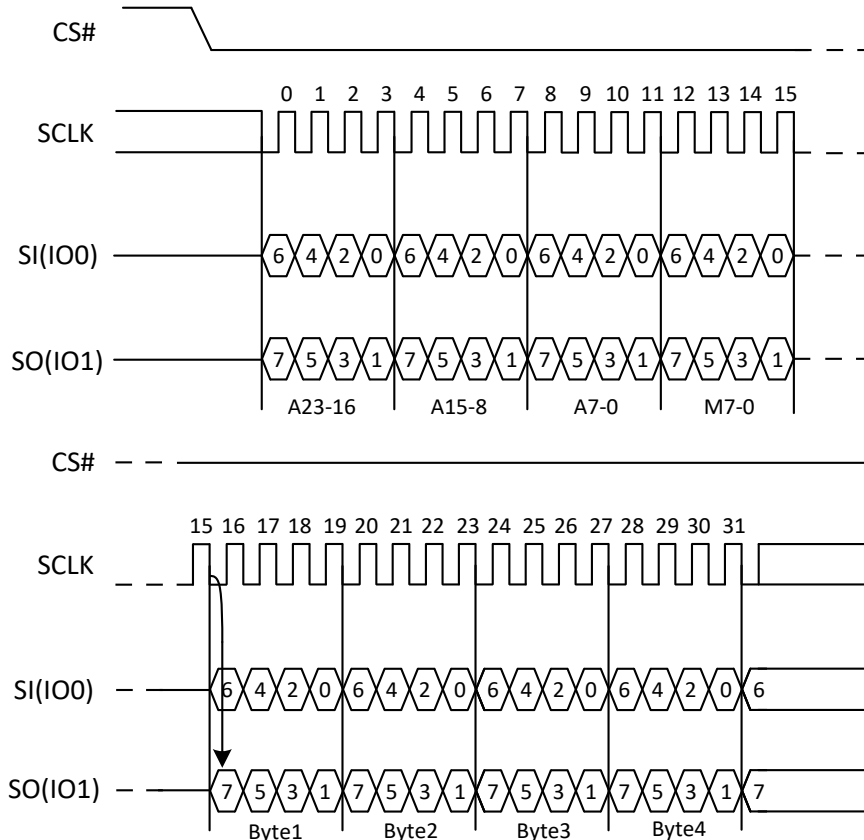 CS#
0 1 2 3 4 5 6 7 8 9 10 11 12 13 14 15
SCLK
SI(IO0) 6 4 2 0 6 4 2 0 6 4 2 0 6 4 2 0
SO(IO1) 7 5 3 1 7 5 3 1 7 5 3 1 7 5 3 1
A23-16 A15-8 A7-0 M7-0
CS#
15 16 17 18 19 20 21 22 23 24 25 26 27 28 29 30 31
SCLK
SI(IO0) 6 4 2 0 6 4 2 0 6 4 2 0 6 4 2 0 6
SO(IO1) 7 5 3 1 7 5 3 1 7 5 3 1 7 5 3 1 7
Byte1 Byte2 Byte3 Byte4